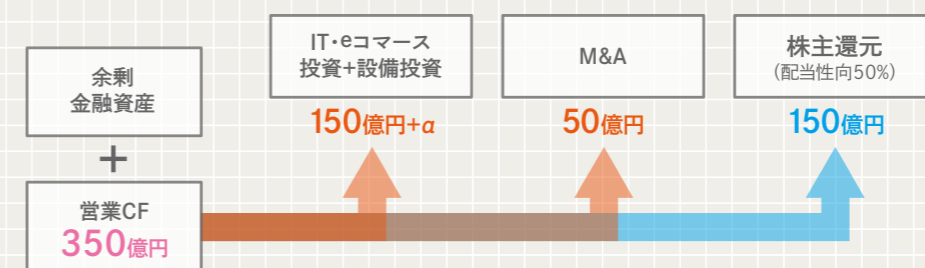 余剰
金融資産
+
営業CF
350億円
IT・eコマース
投資+設備投資
150億円+α
M&A
50億円
株主還元
（配当性向50%）
150億円